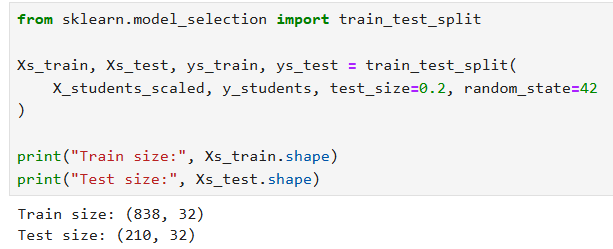 from sklearn.model_selection import train_test_split
Xs_train, Xs_test, ys_train, ys_test = train_test_split(
    X_students_scaled, y_students, test_size=0.2, random_state=42
)
print("Train size:", Xs_train.shape)
print("Test size:", Xs_test.shape)
Train size: (838, 32)
Test size: (210, 32)